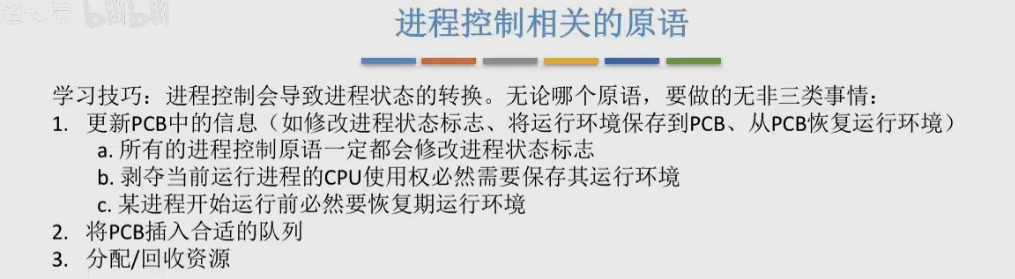 bilibili
进程控制相关的原语
学习技巧：进程控制会导致进程状态的转换。无论哪个原语，要做的无非三类事情：
1. 更新PCB中的信息（如修改进程状态标志、将运行环境保存到PCB、从PCB恢复运行环境）
a. 所有的进程控制原语一定都会修改进程状态标志
b. 剥夺当前运行进程的CPU使用权必然需要保存其运行环境
c. 某进程开始运行前必然要恢复期运行环境
2. 将PCB插入合适的队列
3. 分配/回收资源